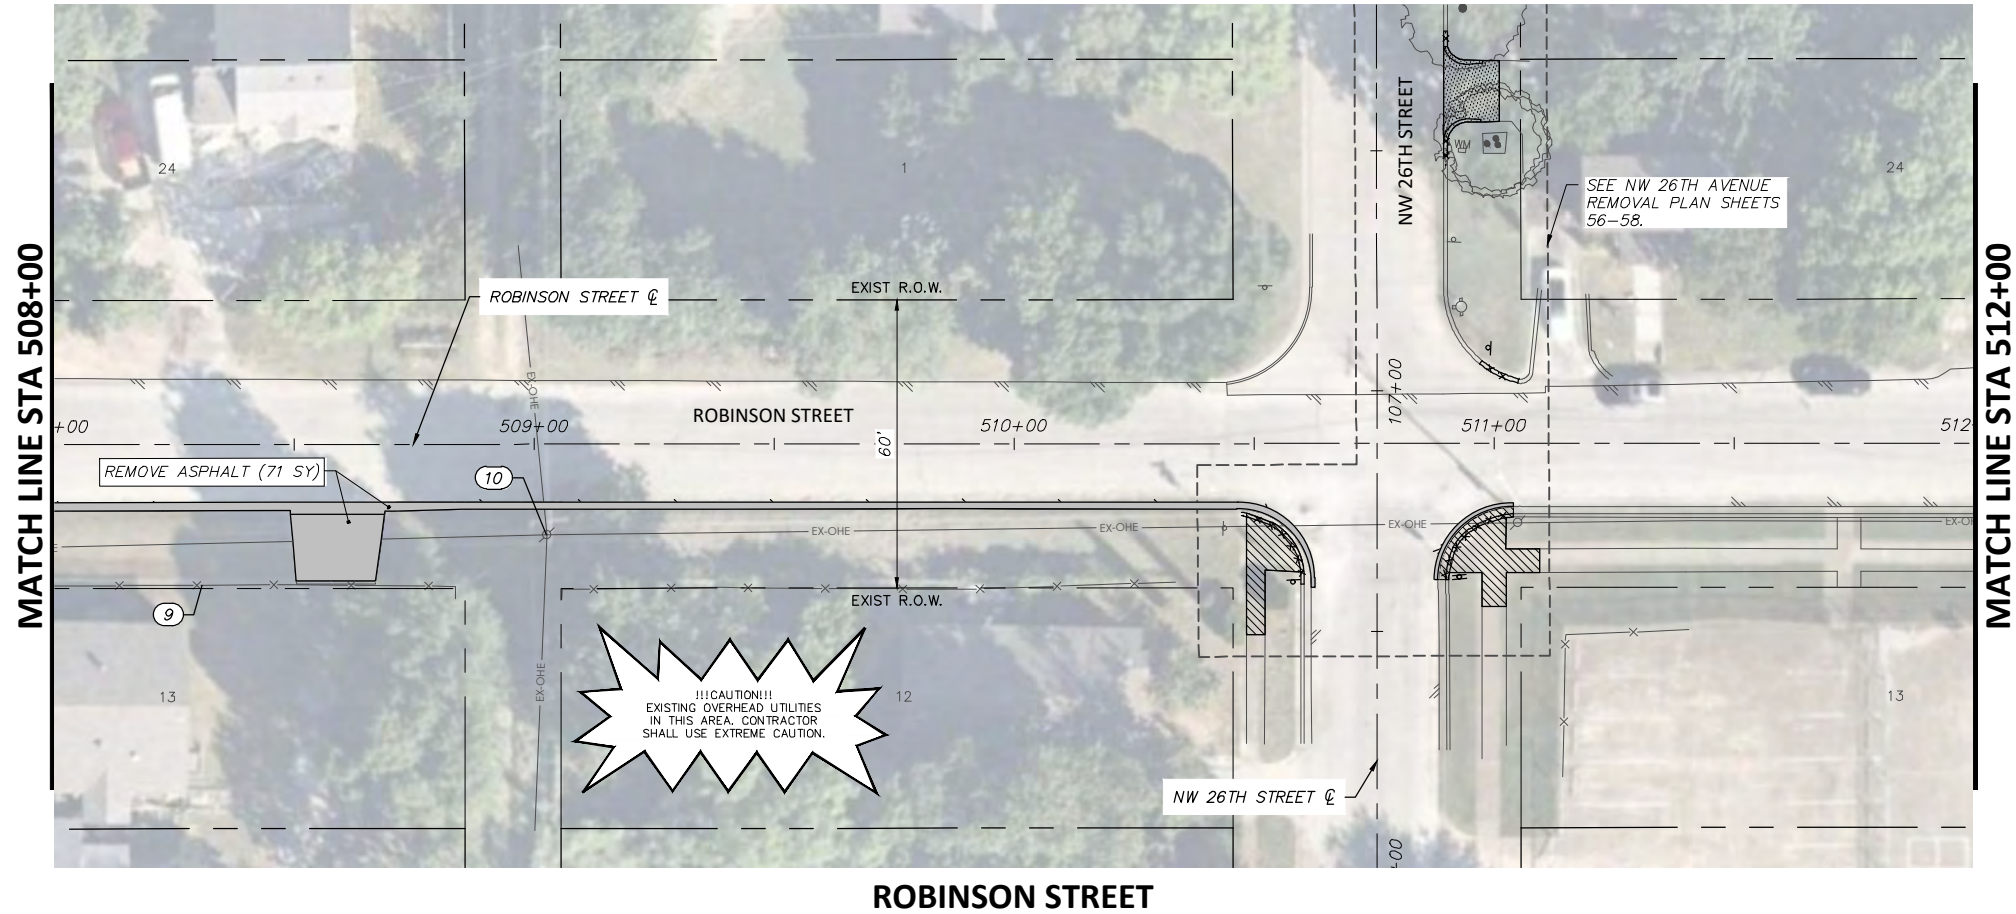 24
1
NW 26TH STREET
WM
24
SEE NW 26TH AVENUE
REMOVAL PLAN SHEETS
56-58.
MATCH LINE STA 508+00
MATCH LINE STA 512+00
ROBINSON STREET ℄
EXIST R.O.W.
EX-OHE
ROBINSON STREET
107+00
+00
509+00
510+00
511+00
512
60'
REMOVE ASPHALT (71 SY)
10
EX-OHE
EX-OHE
EX-OHE
EX-OH
E
9
EXIST R.O.W.
EX-OHE
!!!CAUTION!!!
EXISTING OVERHEAD UTILITIES
IN THIS AREA. CONTRACTOR
SHALL USE EXTREME CAUTION.
13
12
13
NW 26TH STREET ℄
+00
ROBINSON STREET